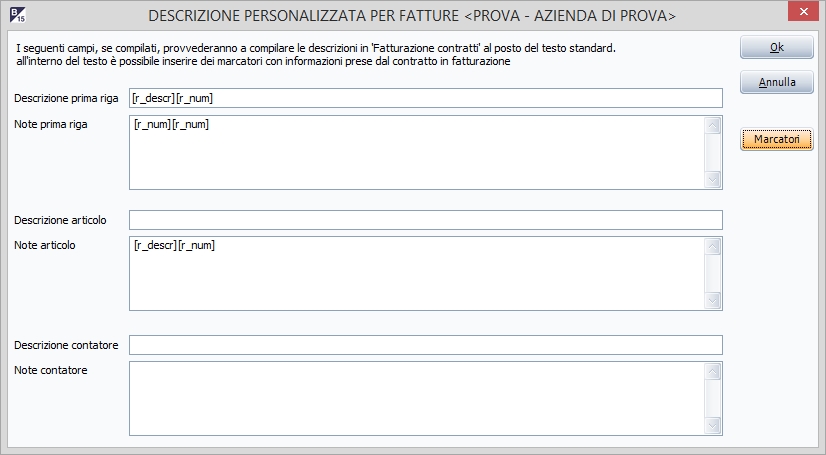 B 15
DESCRIZIONE PERSONALIZZATA PER FATTURE <PROVA - AZIENDA DI PROVA>
I seguenti campi, se compilati, provvederanno a compilare le descrizioni in 'Fatturazione contratti' al posto del testo standard.
all'interno del testo è possibile inserire dei marcatori con informazioni prese dal contratto in fatturazione
Ok
Annulla
Descrizione prima riga [r_descr][r_num]
Note prima riga [r_num][r_num]
Marcatori
Descrizione articolo
Note articolo [r_descr][r_num]
Descrizione contatore
Note contatore